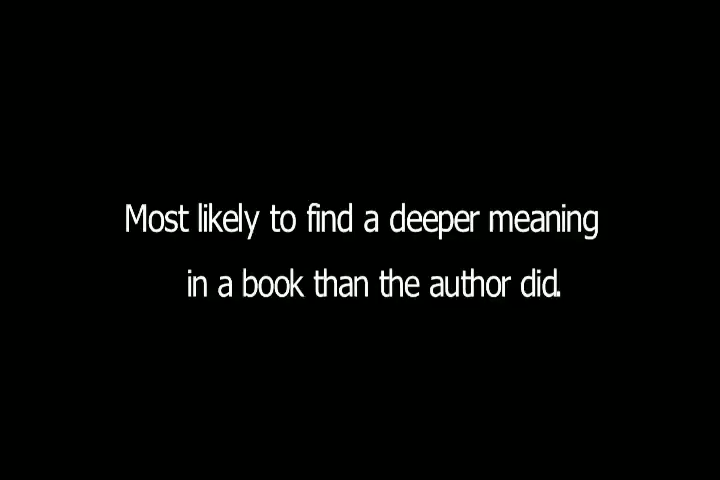 Most likely to find a deeper meaning
in a book than the author did.